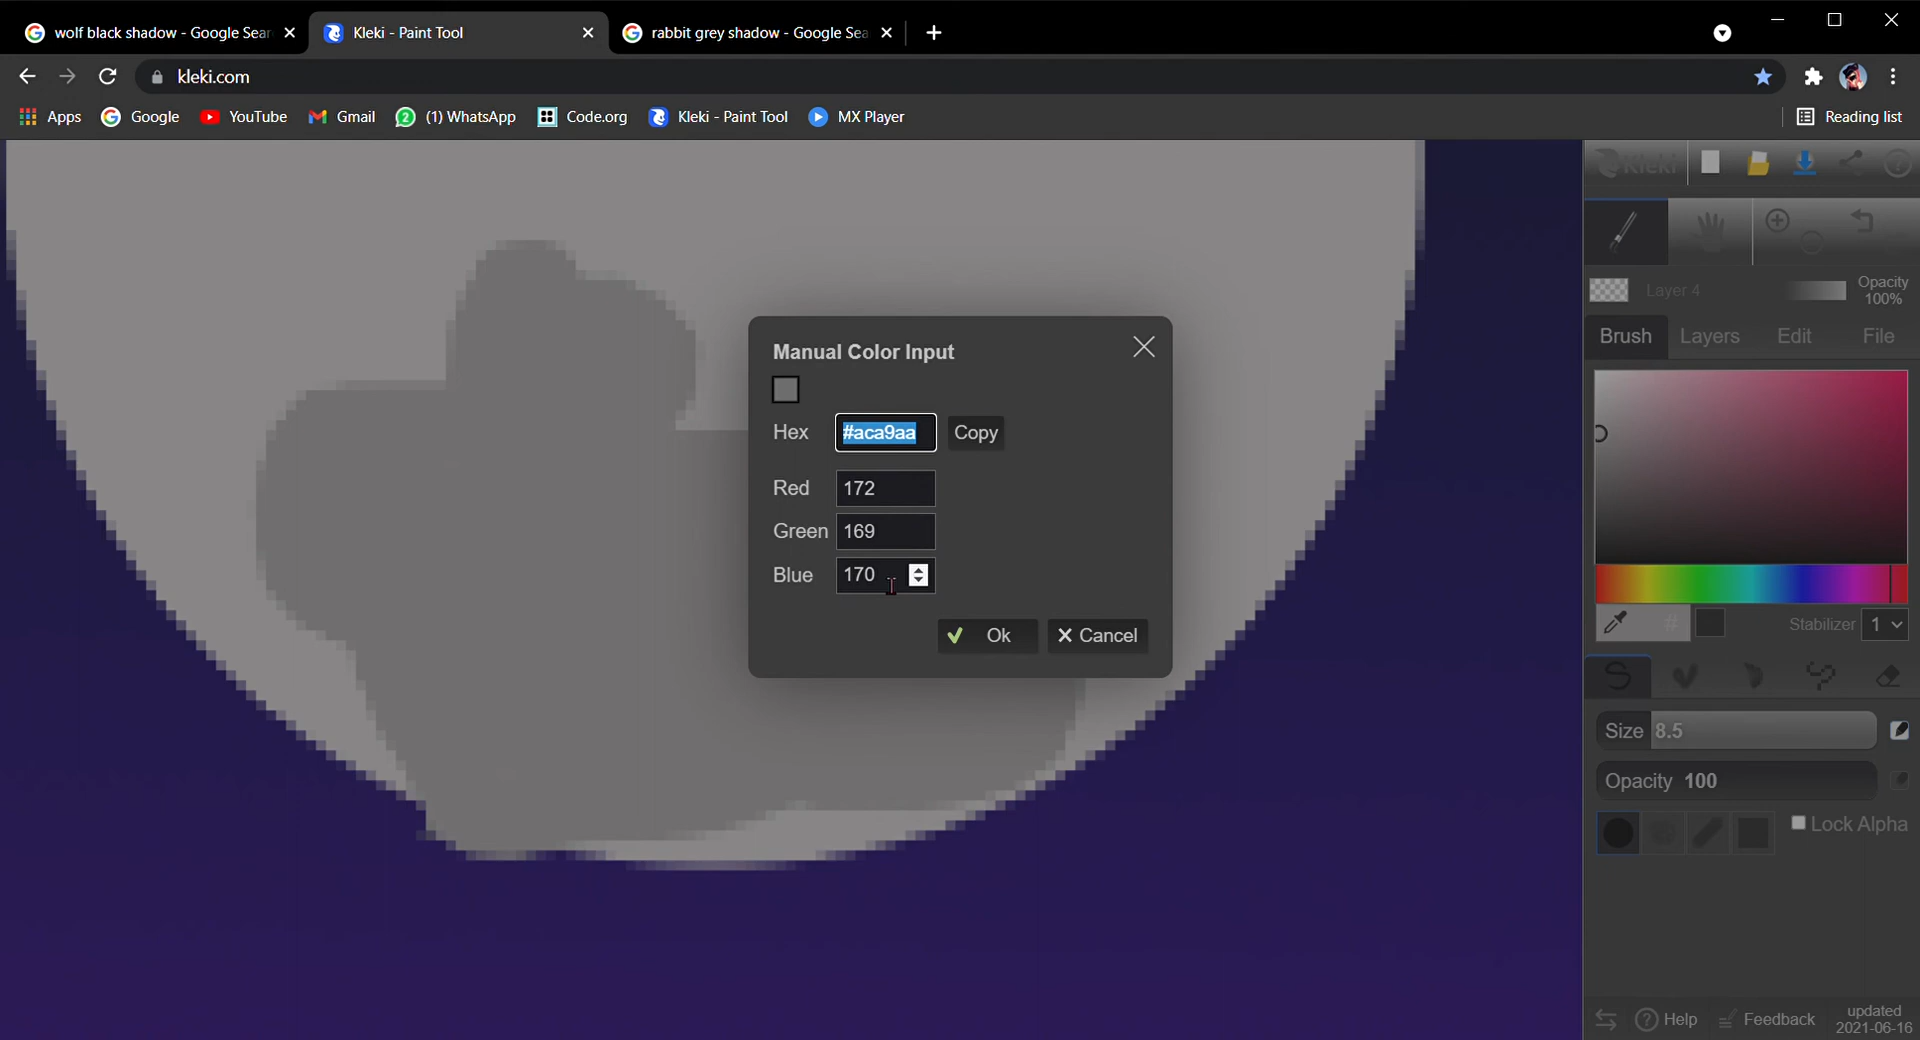 wolf black shadow - Google Sear
Kleki - Paint Tool
rabbit grey shadow - Google Sea
kleki.com
Apps
Google
YouTube
Gmail
(1) WhatsApp
Code.org
Kleki - Paint Tool
MX Player
Reading list
Kleki
Layer 4
Opacity
100%
Brush
Layers
Edit
File
Manual Color Input
Hex
#aca9aa
Copy
Red
172
Green
169
Blue
170
Ok
Cancel
#
Stabilizer
1
Size 8.5
Opacity 100
Lock Alpha
Help
Feedback
updated
2021-06-16